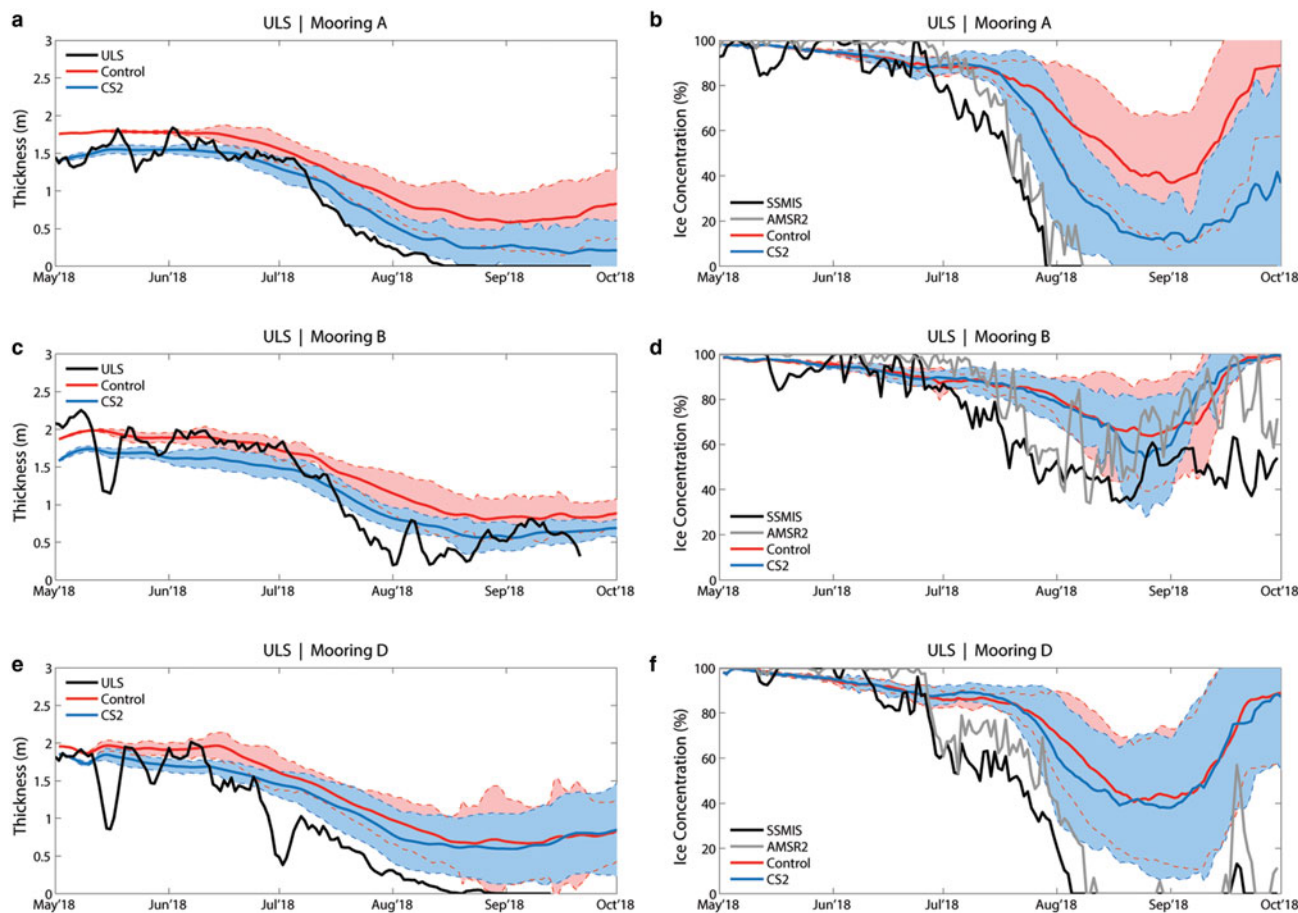 a
ULS | Mooring A
ULS
Control
CS2
Thickness (m)
3
2.5
2
1.5
1
0.5
0
May'18 Jun'18 Jul'18 Aug'18 Sep'18 Oct'18
b
ULS | Mooring A
Ice Concentration (%)
100
80
60
40
20
0
SSMIS
AMSR2
Control
CS2
May'18 Jun'18 Jul'18 Aug'18 Sep'18 Oct'18
c
ULS | Mooring B
ULS
Control
CS2
Thickness (m)
3
2.5
2
1.5
1
0.5
0
May'18 Jun'18 Jul'18 Aug'18 Sep'18 Oct'18
d
ULS | Mooring B
Ice Concentration (%)
100
80
60
40
20
0
SSMIS
AMSR2
Control
CS2
May'18 Jun'18 Jul'18 Aug'18 Sep'18 Oct'18
e
ULS | Mooring D
ULS
Control
CS2
Thickness (m)
3
2.5
2
1.5
1
0.5
0
May'18 Jun'18 Jul'18 Aug'18 Sep'18 Oct'18
f
ULS | Mooring D
Ice Concentration (%)
100
80
60
40
20
0
SSMIS
AMSR2
Control
CS2
May'18 Jun'18 Jul'18 Aug'18 Sep'18 Oct'18